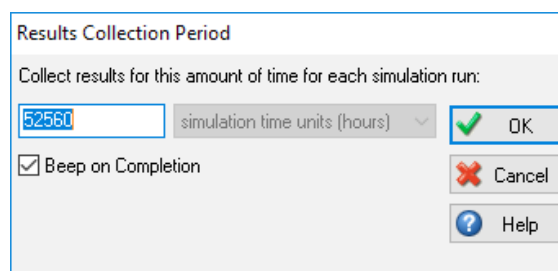 Results Collection Period
Collect results for this amount of time for each simulation run:
52560 simulation time units (hours) OK
Beep on Completion Cancel
Help